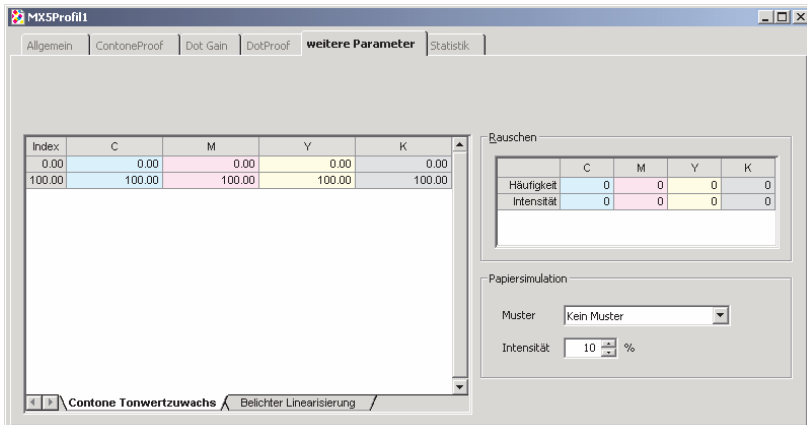 MX5Profil1
Allgemein ContoneProof Dot Gain DotProof weitere Parameter Statistik
Index C M Y K
0.00 0.00 0.00 0.00 0.00
100.00 100.00 100.00 100.00 100.00
Contone Tonwertzuwachs Belichter Linearisierung
Rauschen
C M Y K
Häufigkeit 0 0 0 0
Intensität 0 0 0 0
Papiersimulation
Muster Kein Muster
Intensität 10 %